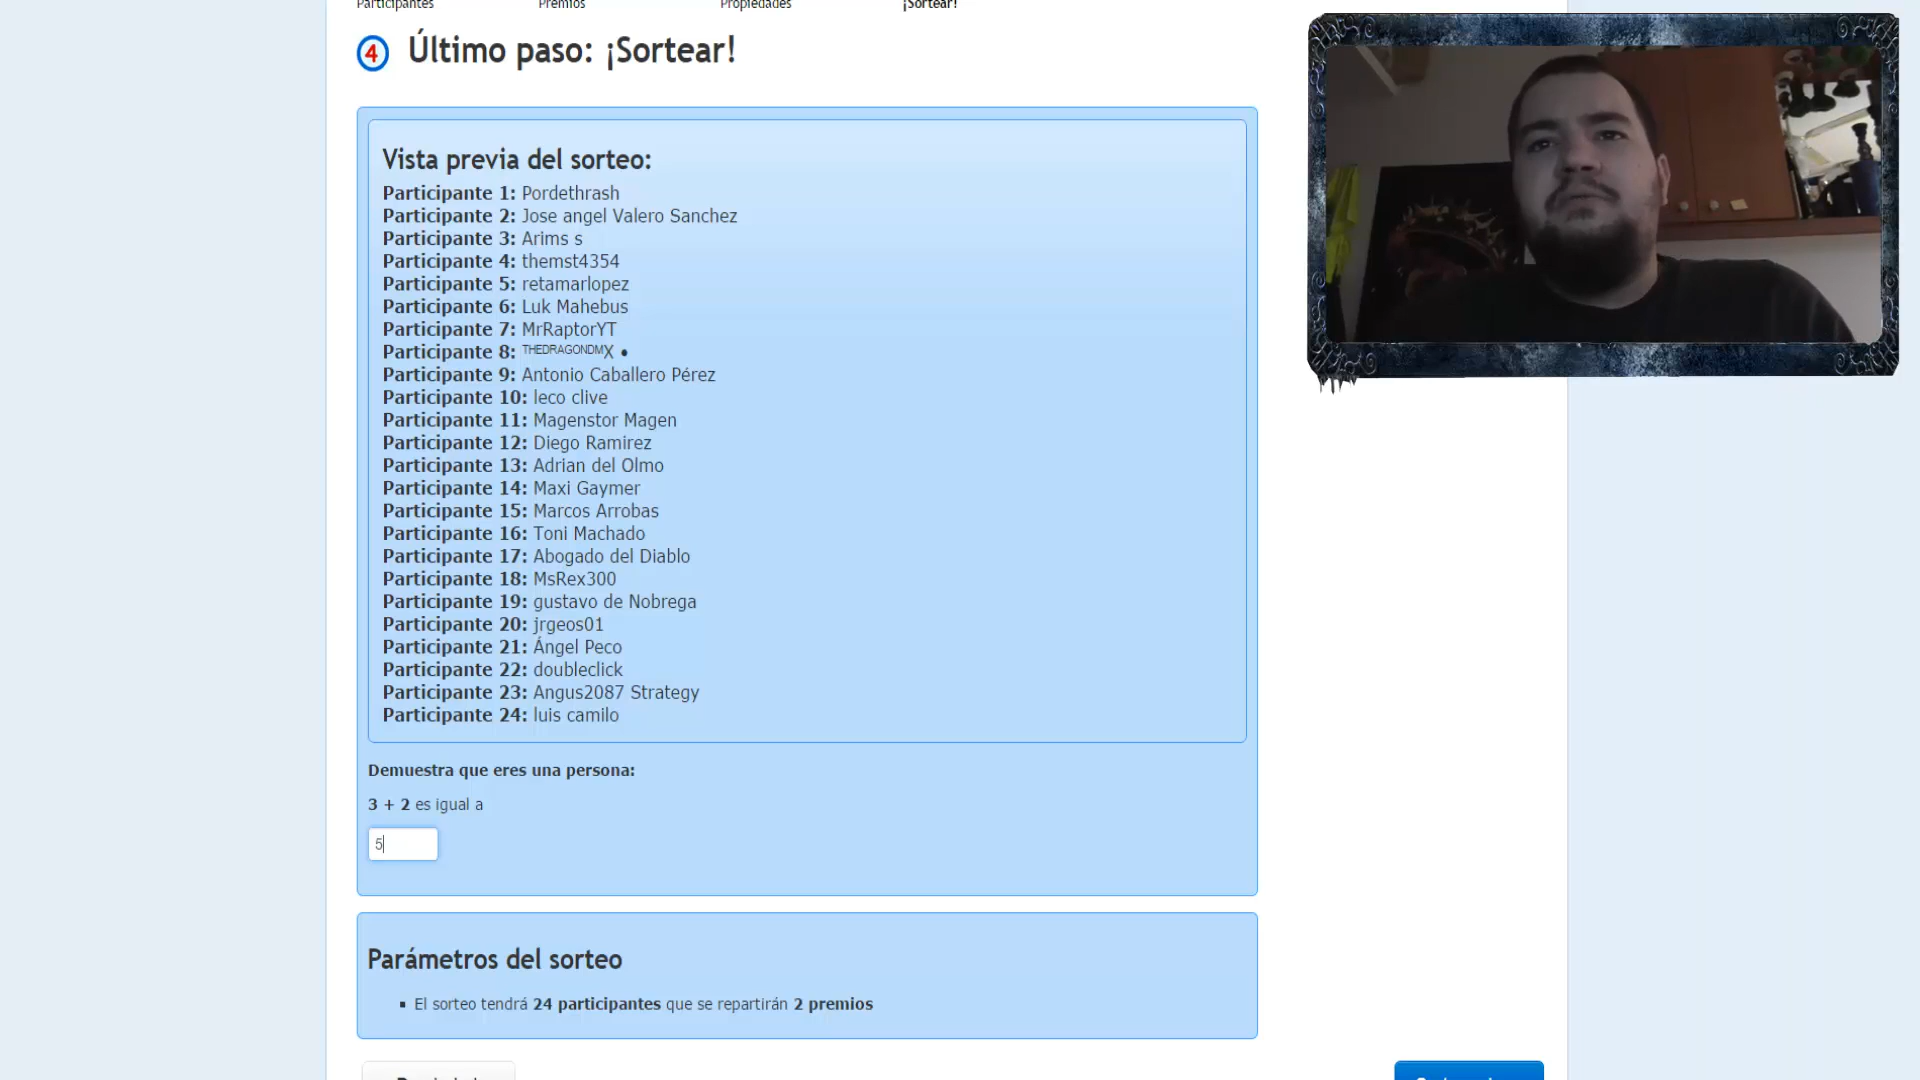 Participantes Premios Propiedades ¡Sortear!
4 Último paso: ¡Sortear!
Vista previa del sorteo:
Participante 1: Pordethrash
Participante 2: Jose angel Valero Sanchez
Participante 3: Arims s
Participante 4: themst4354
Participante 5: retamarlopez
Participante 6: Luk Mahebus
Participante 7: MrRaptorYT
Participante 8: ᵀᴴᴱᴰᴿᴬᴳᴼᴺᴰᴹX •
Participante 9: Antonio Caballero Pérez
Participante 10: leco clive
Participante 11: Magenstor Magen
Participante 12: Diego Ramirez
Participante 13: Adrian del Olmo
Participante 14: Maxi Gaymer
Participante 15: Marcos Arrobas
Participante 16: Toni Machado
Participante 17: Abogado del Diablo
Participante 18: MsRex300
Participante 19: gustavo de Nobrega
Participante 20: jrgeos01
Participante 21: Ángel Peco
Participante 22: doubleclick
Participante 23: Angus2087 Strategy
Participante 24: luis camilo
Demuestra que eres una persona:
3 + 2 es igual a
5
Parámetros del sorteo
▪ El sorteo tendrá 24 participantes que se repartirán 2 premios